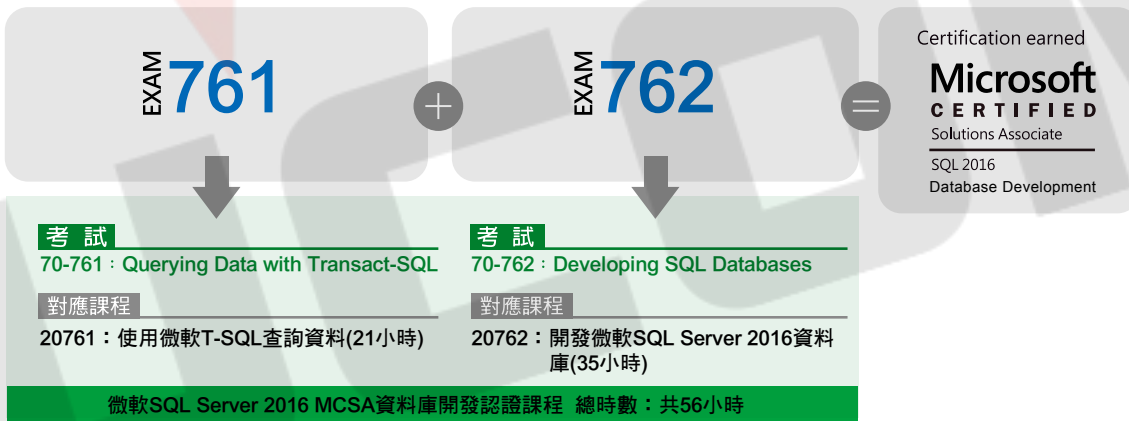 EXAM 761
+
EXAM 762
=
Certification earned
Microsoft
CERTIFIED
Solutions Associate
SQL 2016
Database Development
考 試
70-761：Querying Data with Transact-SQL
對應課程
20761：使用微軟T-SQL查詢資料(21小時)
考 試
70-762：Developing SQL Databases
對應課程
20762：開發微軟SQL Server 2016資料
庫(35小時)
微軟SQL Server 2016 MCSA資料庫開發認證課程 總時數：共56小時